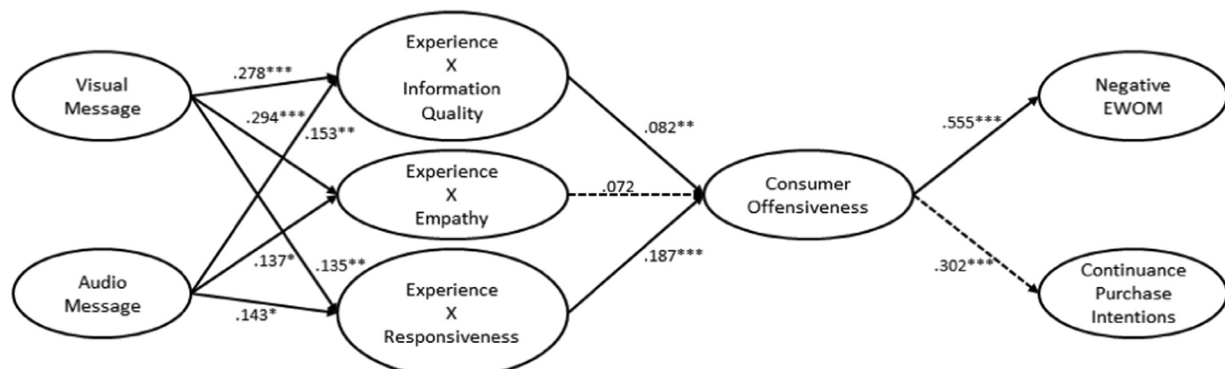 Visual
Message
Audio
Message
.278***
.294***
.153**
.137*
.135**
.143*
Experience
X
Information
Quality
Experience
X
Empathy
Experience
X
Responsiveness
.082**
.072
.187***
Consumer
Offensiveness
.555***
.302***
Negative
EWOM
Continuance
Purchase
Intentions